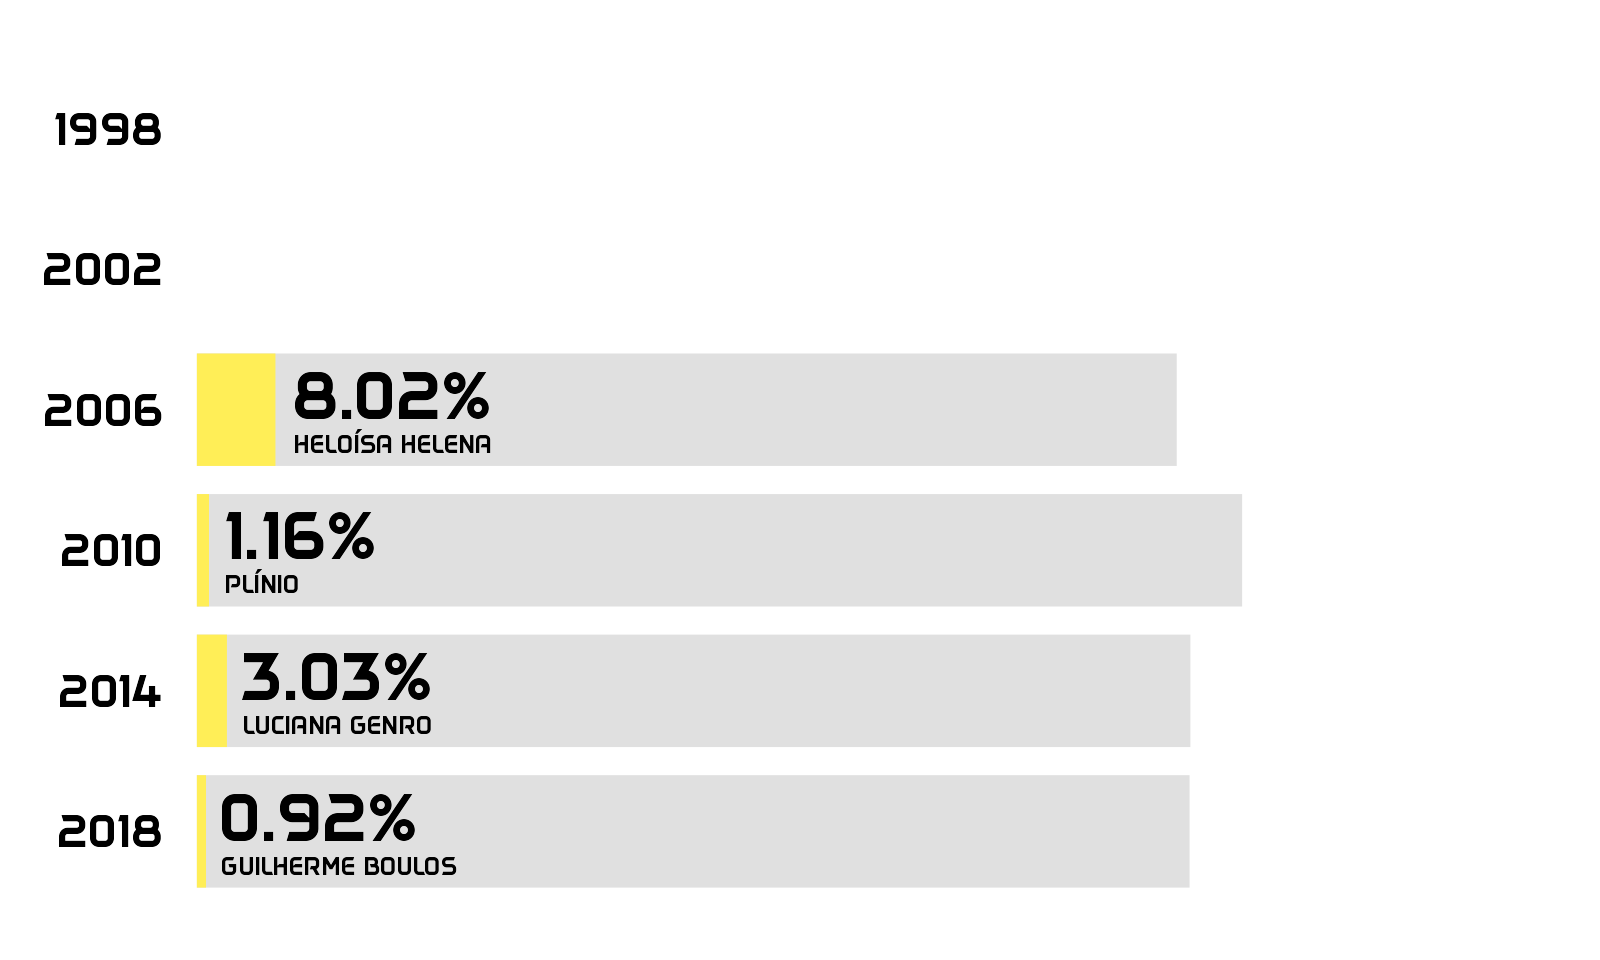 1998
2002
2006
8.02%
HELOÍSA HELENA
2010
1.16%
PLÍNIO
2014
3.03%
LUCIANA GENRO
2018
0.92%
GUILHERME BOULOS